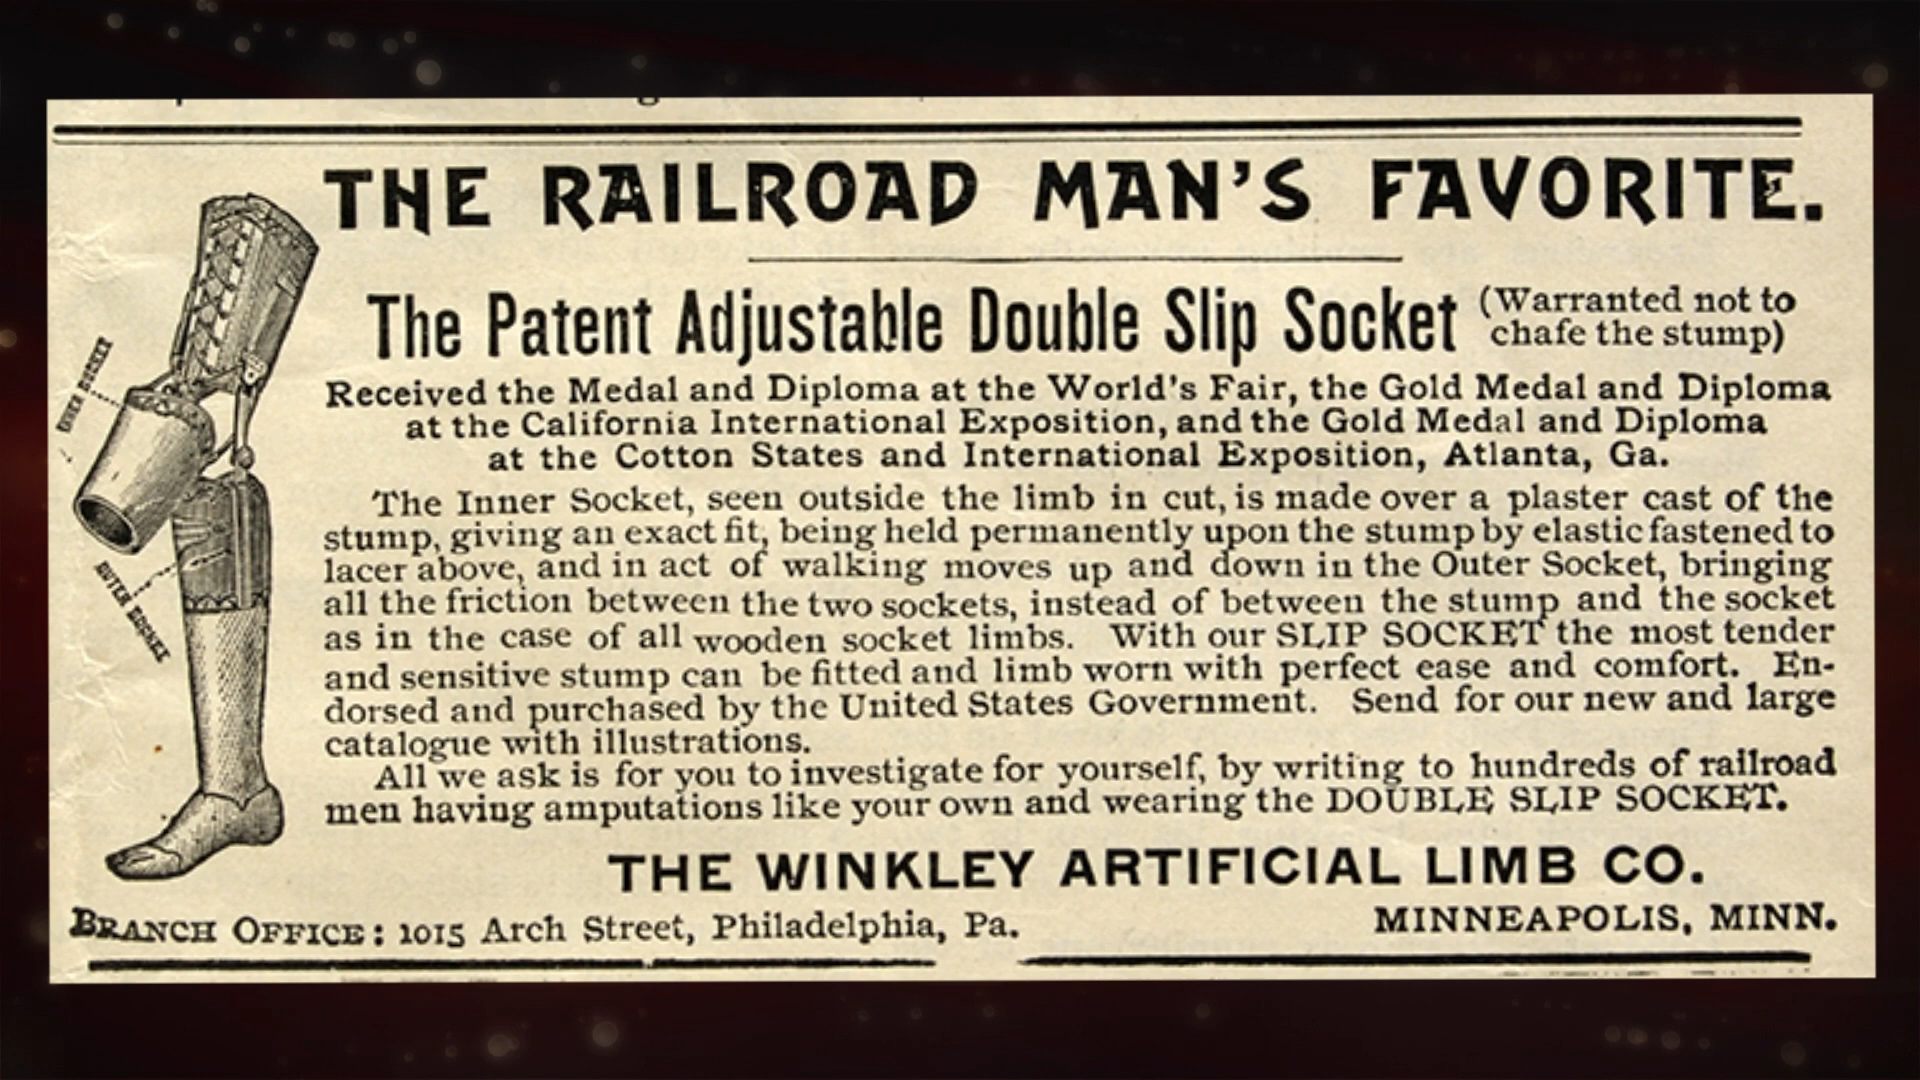 THE RAILROAD MAN'S FAVORITE.
The Patent Adjustable Double Slip Socket (Warranted not to
chafe the stump)
Received the Medal and Diploma at the World's Fair, the Gold Medal and Diploma
at the California International Exposition, and the Gold Medal and Diploma
at the Cotton States and International Exposition, Atlanta, Ga.
The Inner Socket, seen outside the limb in cut, is made over a plaster cast of the
stump, giving an exact fit, being held permanently upon the stump by elastic fastened to
lacer above, and in act of walking moves up and down in the Outer Socket, bringing
all the friction between the two sockets, instead of between the stump and the socket
as in the case of all wooden socket limbs. With our SLIP SOCKET the most tender
and sensitive stump can be fitted and limb worn with perfect ease and comfort. En-
dorsed and purchased by the United States Government. Send for our new and large
catalogue with illustrations.
All we ask is for you to investigate for yourself, by writing to hundreds of railroad
men having amputations like your own and wearing the DOUBLE SLIP SOCKET.
INNER SOCKET
OUTER SOCKET
THE WINKLEY ARTIFICIAL LIMB CO.
BRANCH OFFICE: 1015 Arch Street, Philadelphia, Pa. MINNEAPOLIS, MINN.